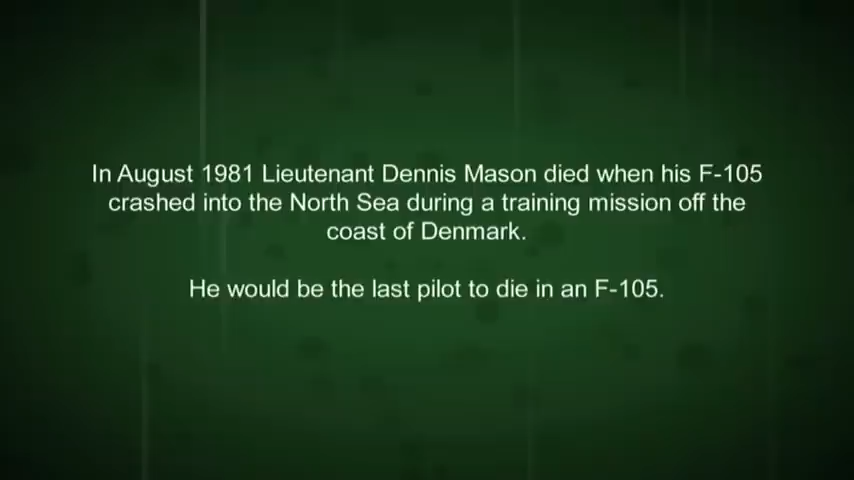 In August 1981 Lieutenant Dennis Mason died when his F-105
crashed into the North Sea during a training mission off the
coast of Denmark.
He would be the last pilot to die in an F-105.